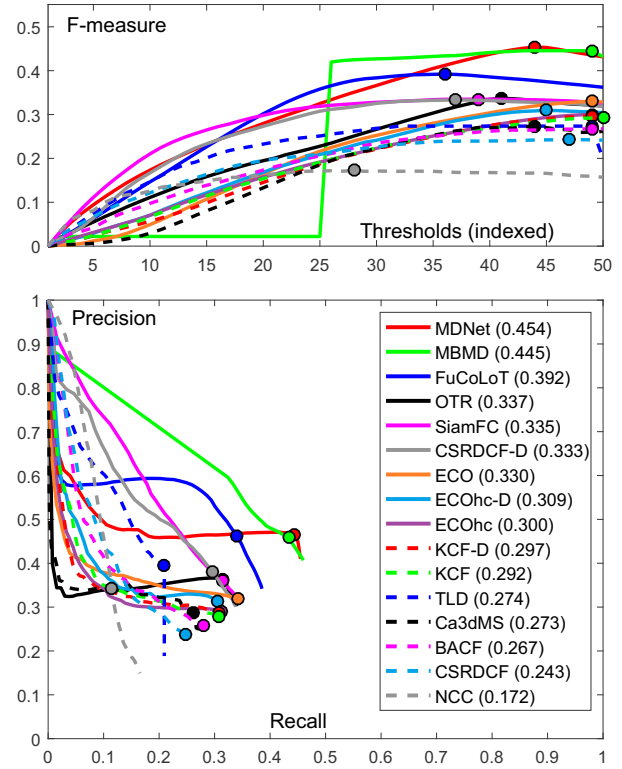 F-measure
0.5
0.4
0.3
0.2
0.1
0
Thresholds (indexed)
5 10 15 20 25 30 35 40 45 50
Precision
1
0.9
0.8
0.7
0.6
0.5
0.4
0.3
0.2
0.1
0
MDNet (0.454)
MBMD (0.445)
FuCoLoT (0.392)
OTR (0.337)
SiamFC (0.335)
CSRDCF-D (0.333)
ECO (0.330)
ECOhc-D (0.309)
ECOhc (0.300)
KCF-D (0.297)
KCF (0.292)
TLD (0.274)
Ca3dMS (0.273)
BACF (0.267)
CSRDCF (0.243)
NCC (0.172)
Recall
0 0.1 0.2 0.3 0.4 0.5 0.6 0.7 0.8 0.9 1